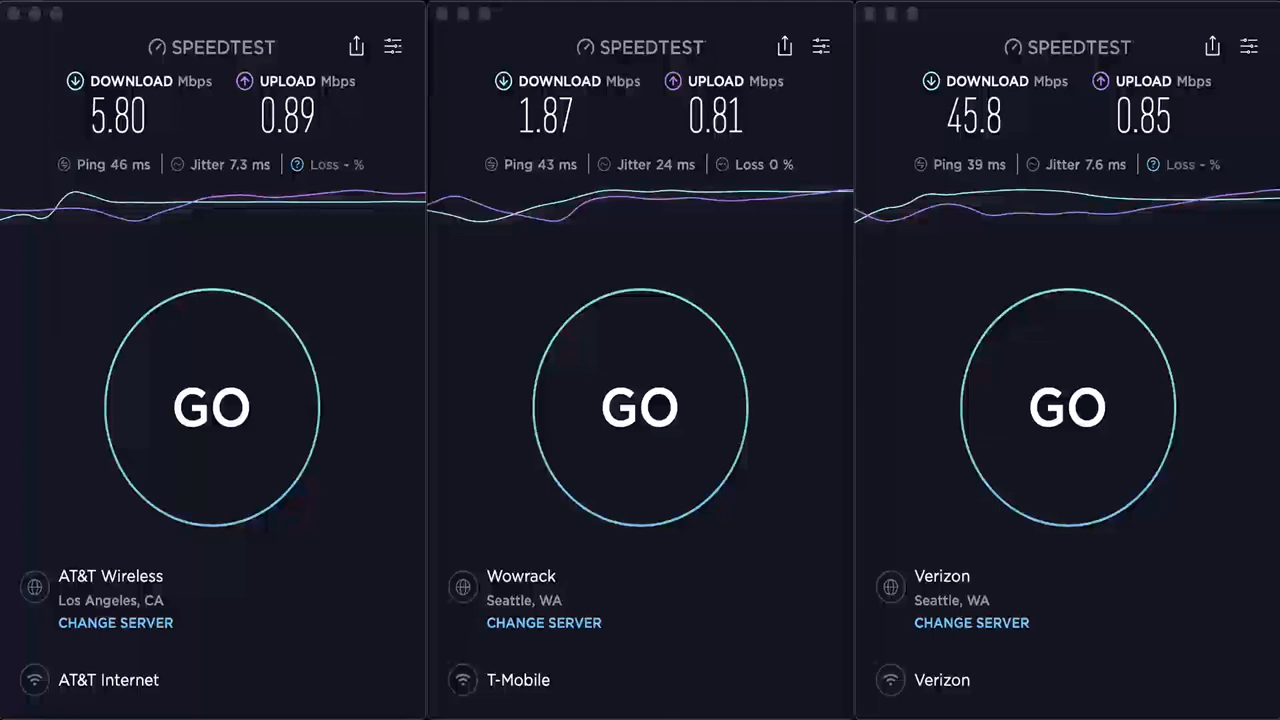 SPEEDTEST
DOWNLOAD Mbps UPLOAD Mbps
5.80 0.89
Ping 46 ms Jitter 7.3 ms ? Loss - %
GO
AT&T Wireless
Los Angeles, CA
CHANGE SERVER
AT&T Internet
SPEEDTEST
DOWNLOAD Mbps UPLOAD Mbps
1.87 0.81
Ping 43 ms Jitter 24 ms Loss 0 %
GO
Wowrack
Seattle, WA
CHANGE SERVER
T-Mobile
SPEEDTEST
DOWNLOAD Mbps UPLOAD Mbps
45.8 0.85
Ping 39 ms Jitter 7.6 ms ? Loss - %
GO
Verizon
Seattle, WA
CHANGE SERVER
Verizon